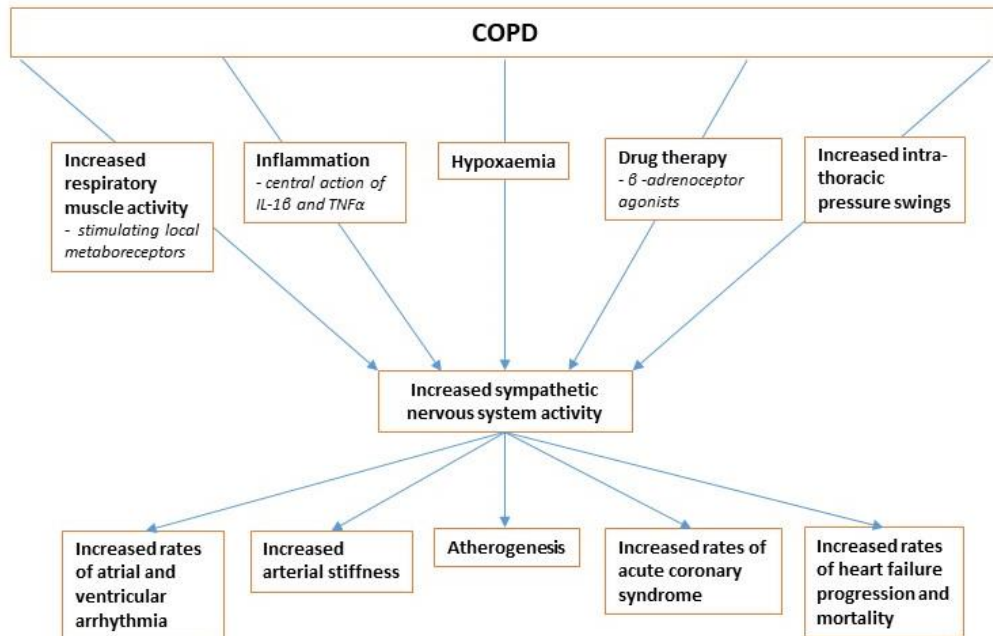 COPD
Increased
respiratory
muscle activity
- stimulating local
metaboreceptors
Inflammation
- central action of
IL-1β and TNFα
Hypoxaemia
Drug therapy
- β -adrenoceptor
agonists
Increased intra-
thoracic
pressure swings
Increased sympathetic
nervous system activity
Increased rates
of atrial and
ventricular
arrhythmia
Increased
arterial stiffness
Atherogenesis
Increased rates of
acute coronary
syndrome
Increased rates
of heart failure
progression and
mortality